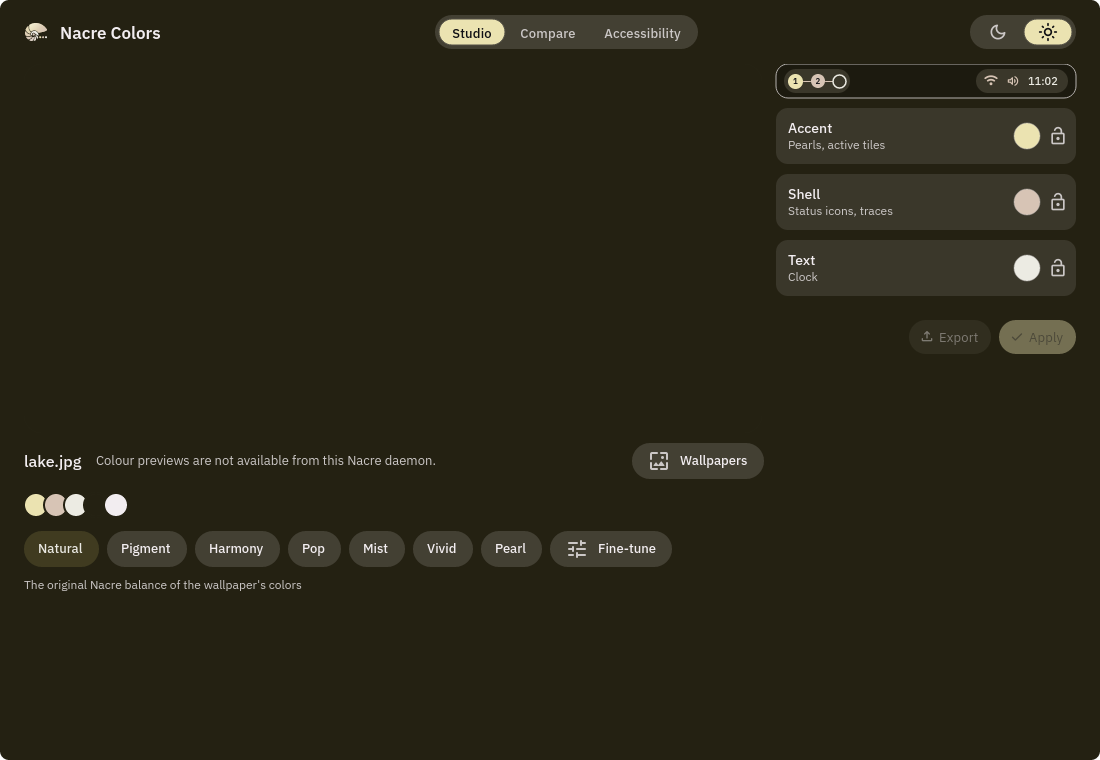 Nacre Colors
Studio
Compare
Accessibility
1
2
11:02
Accent
Pearls, active tiles
Shell
Status icons, traces
Text
Clock
Export
Apply
lake.jpg
Colour previews are not available from this Nacre daemon.
Wallpapers
Natural
Pigment
Harmony
Pop
Mist
Vivid
Pearl
Fine-tune
The original Nacre balance of the wallpaper's colors